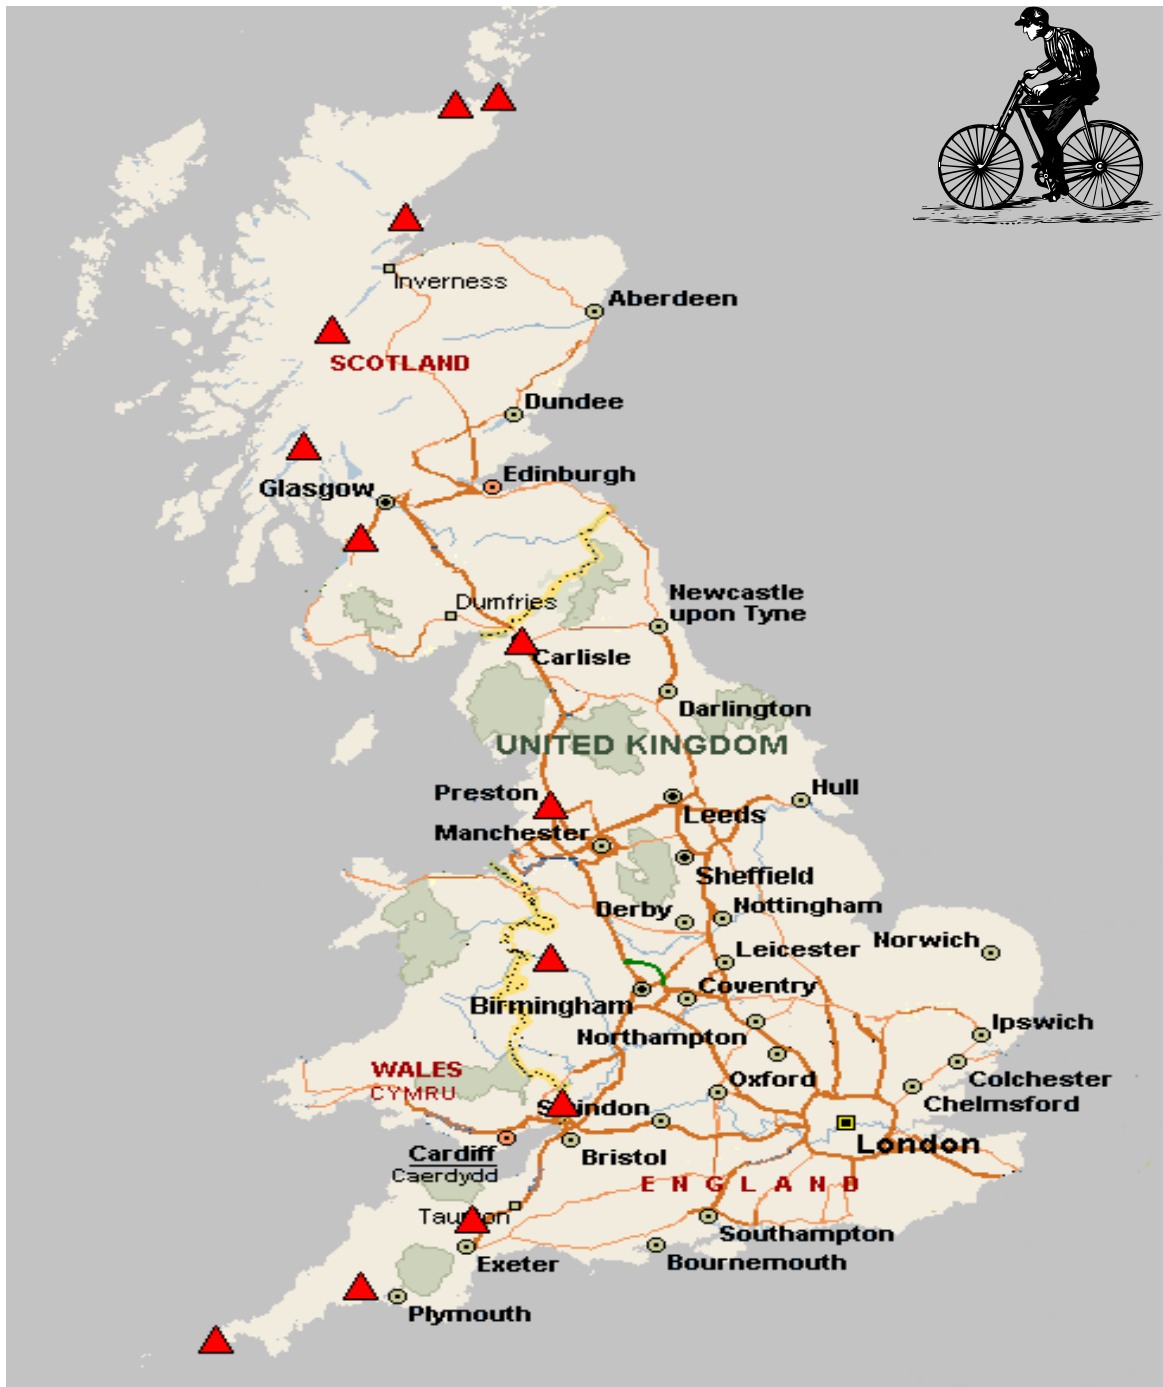 Inverness
Aberdeen
SCOTLAND
Dundee
Edinburgh
Glasgow
Newcastle
upon Tyne
Dumfries
Carlisle
Darlington
UNITED KINGDOM
Preston
Hull
Leeds
Manchester
Sheffield
Derby
Nottingham
Leicester
Norwich
Coventry
Birmingham
Ipswich
Northampton
WALES
CYMRU
Oxford
Colchester
Chelmsford
London
Cardiff
Caerdydd
Bristol
ENGLAND
Southampton
Exeter
Bournemouth
Plymouth